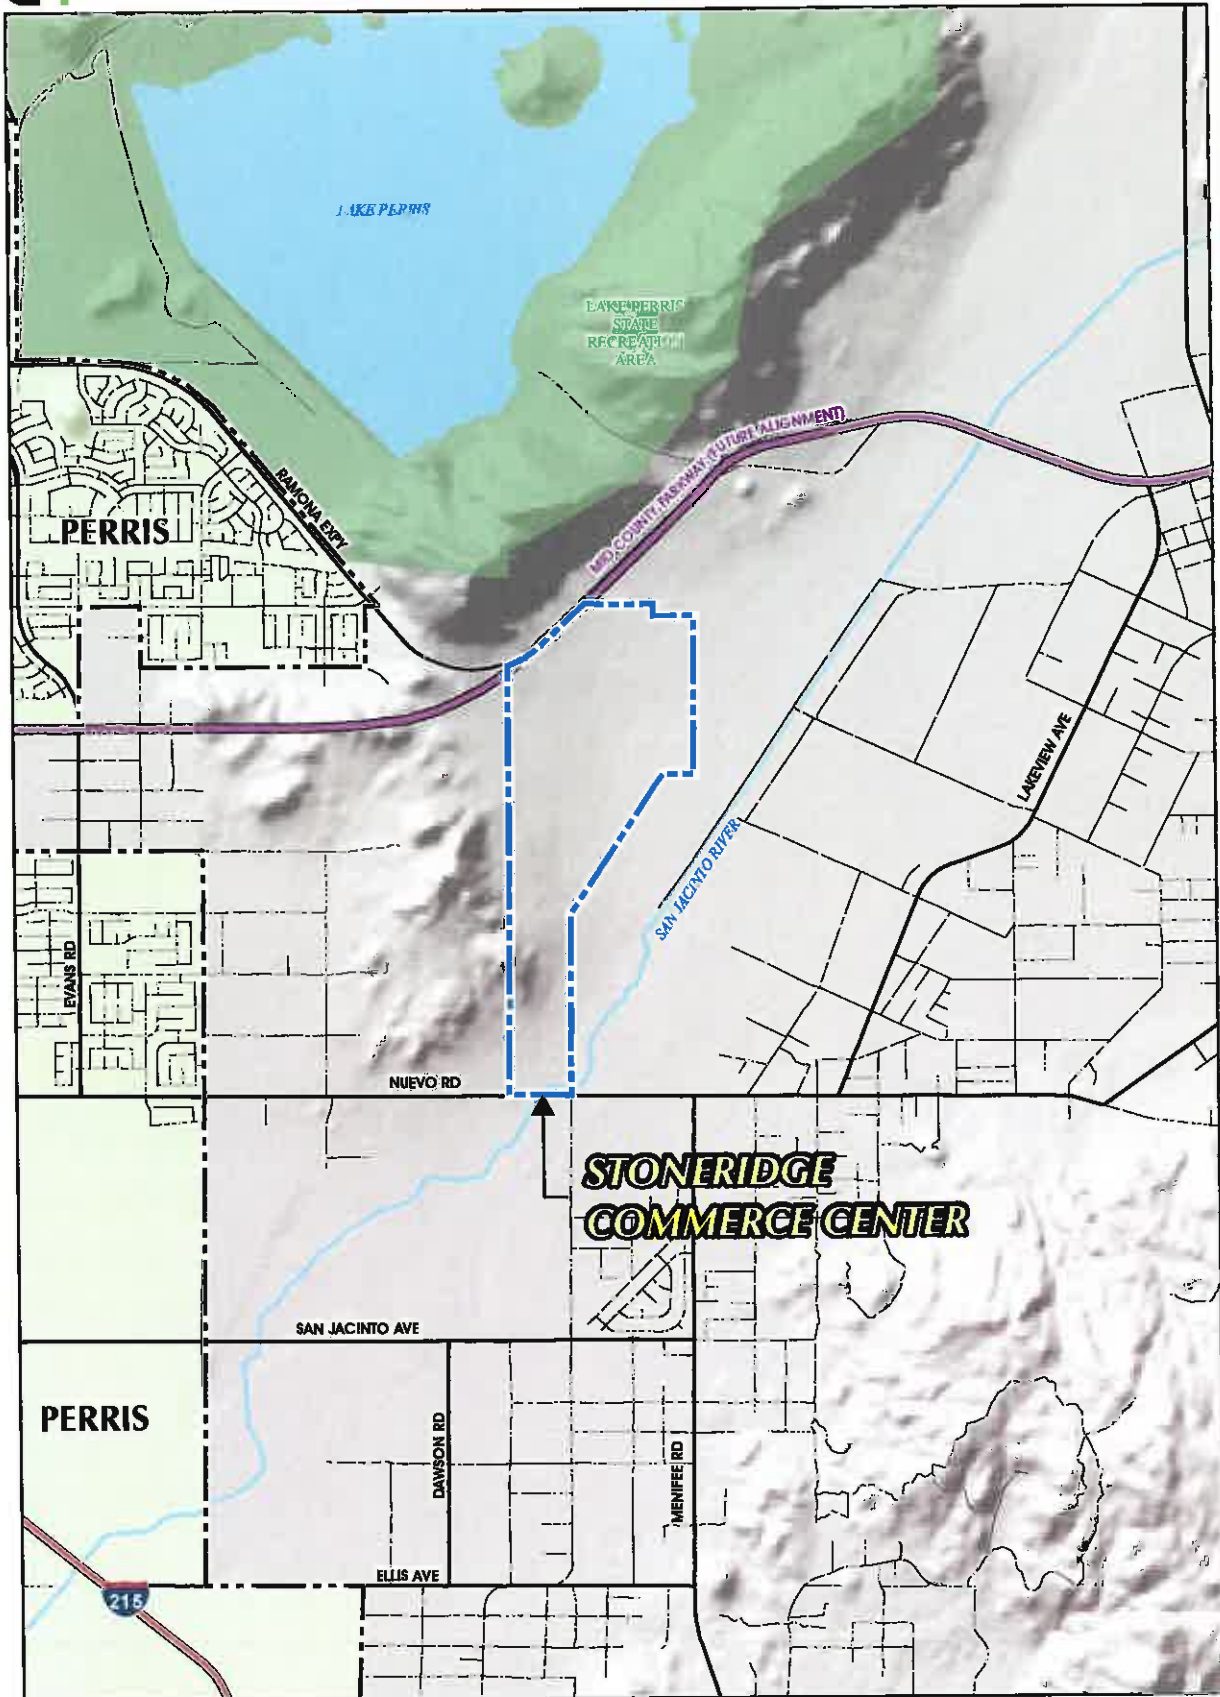 LAKE PERRIS
LAKE PERRIS
STATE
RECREATION
AREA
MID COUNTY PARKWAY (FUTURE ALIGNMENT)
RAMONA EXPY
PERRIS
LAKEVIEW AVE
SAN JACINTO RIVER
EVANS RD
NUEVO RD
STONERIDGE
COMMERCE CENTER
SAN JACINTO AVE
PERRIS
DAWSON RD
MENIFEE RD
ELLIS AVE
215